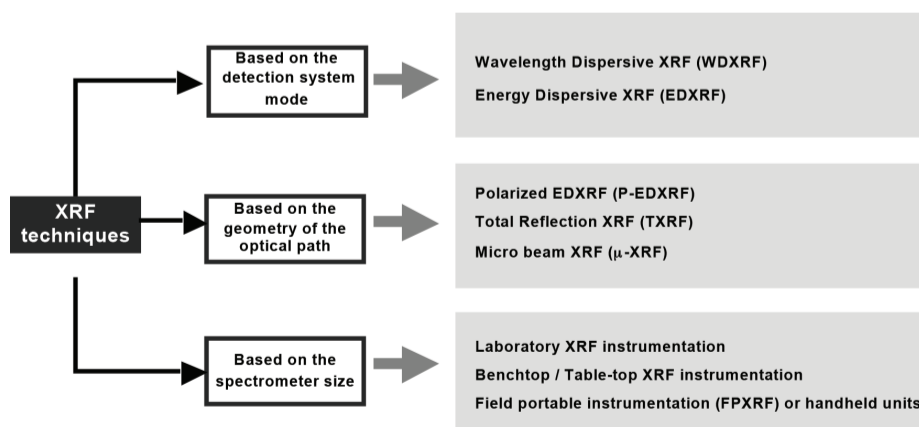 XRF
techniques
Based on the
detection system
mode
Wavelength Dispersive XRF (WDXRF)
Energy Dispersive XRF (EDXRF)
Based on the
geometry of the
optical path
Polarized EDXRF (P-EDXRF)
Total Reflection XRF (TXRF)
Micro beam XRF (μ-XRF)
Based on the
spectrometer size
Laboratory XRF instrumentation
Benchtop / Table-top XRF instrumentation
Field portable instrumentation (FPXRF) or handheld units